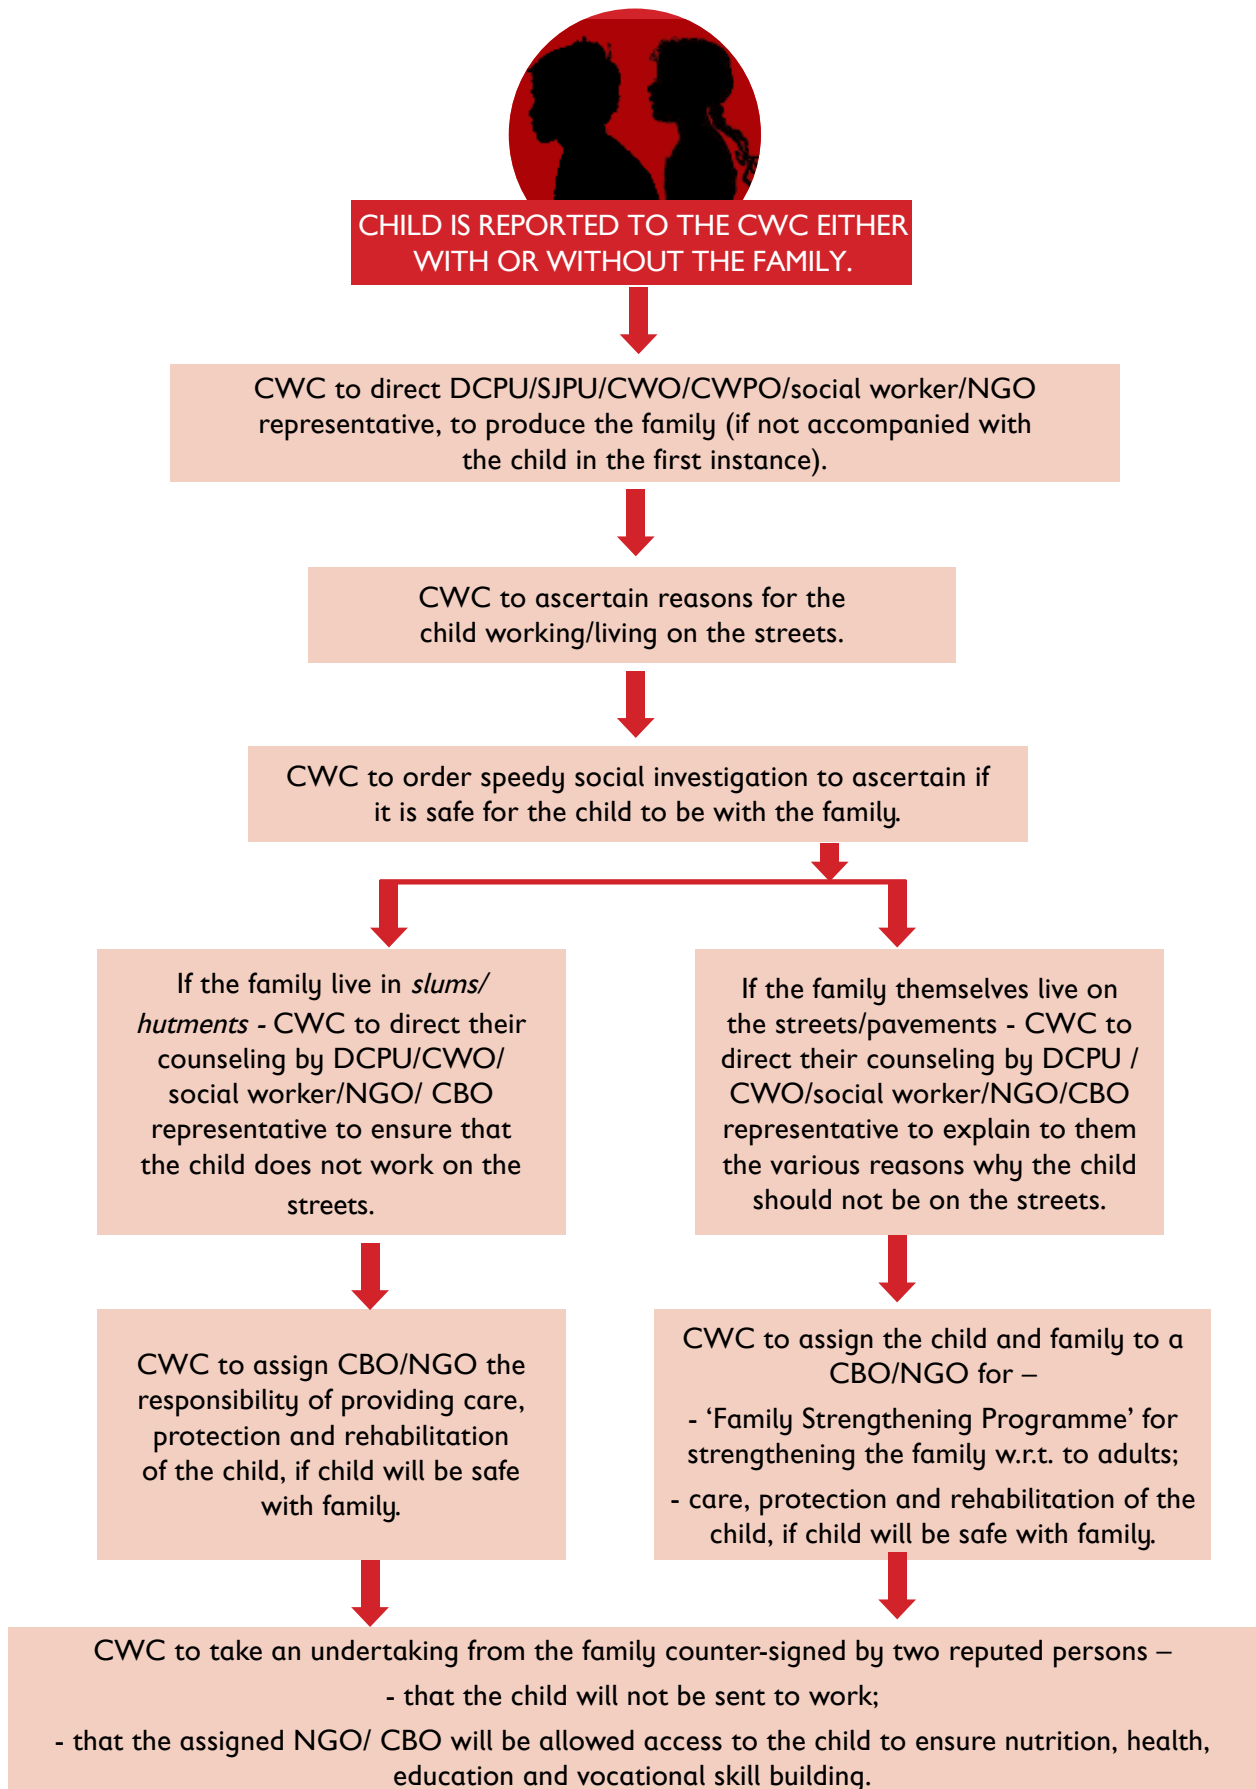 CHILD IS REPORTED TO THE CWC EITHER
WITH OR WITHOUT THE FAMILY.
CWC to direct DCPU/SJPU/CWO/CWPO/social worker/NGO
representative, to produce the family (if not accompanied with
the child in the first instance).
CWC to ascertain reasons for the
child working/living on the streets.
CWC to order speedy social investigation to ascertain if
it is safe for the child to be with the family.
If the family live in slums/
hutments - CWC to direct their
counseling by DCPU/CWO/
social worker/NGO/ CBO
representative to ensure that
the child does not work on the
streets.
If the family themselves live on
the streets/pavements - CWC to
direct their counseling by DCPU /
CWO/social worker/NGO/CBO
representative to explain to them
the various reasons why the child
should not be on the streets.
CWC to assign CBO/NGO the
responsibility of providing care,
protection and rehabilitation
of the child, if child will be safe
with family.
CWC to assign the child and family to a
CBO/NGO for –
- ‘Family Strengthening Programme’ for
strengthening the family w.r.t. to adults;
- care, protection and rehabilitation of the
child, if child will be safe with family.
CWC to take an undertaking from the family counter-signed by two reputed persons –
- that the child will not be sent to work;
- that the assigned NGO/ CBO will be allowed access to the child to ensure nutrition, health,
education and vocational skill building.